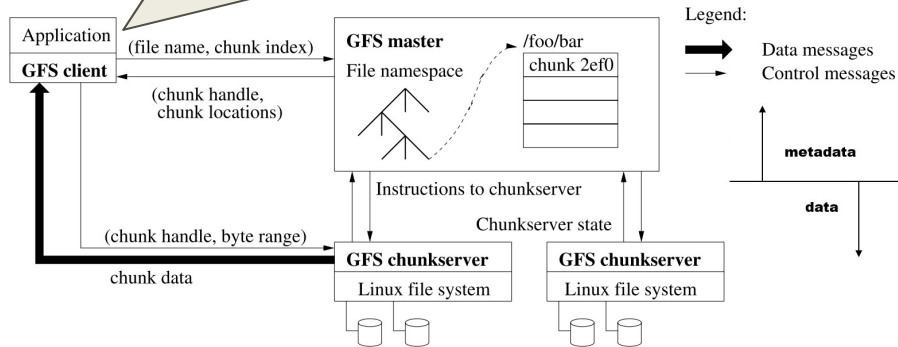 Application
GFS client
(file name, chunk index)
(chunk handle,
chunk locations)
GFS master
File namespace
/foo/bar
chunk 2ef0
Legend:
Data messages
Control messages
metadata
data
Instructions to chunkserver
Chunkserver state
(chunk handle, byte range)
chunk data
GFS chunkserver
Linux file system
GFS chunkserver
Linux file system